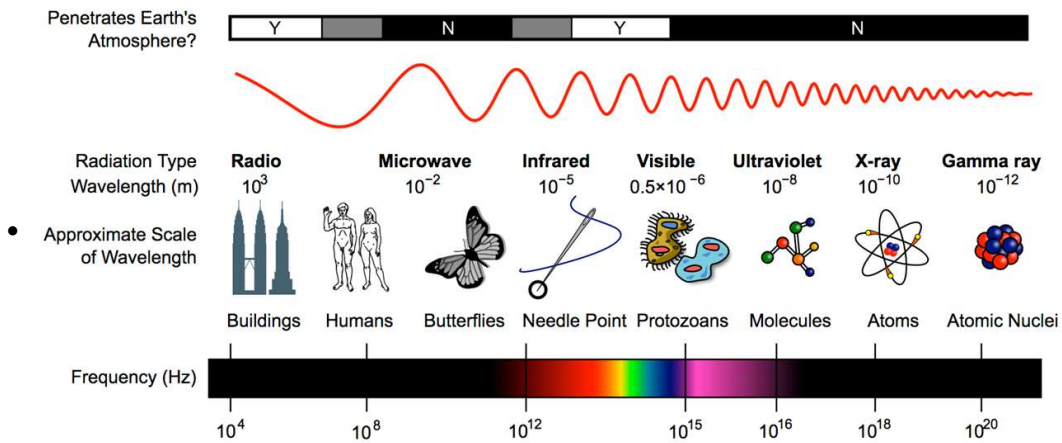 Penetrates Earth's
Atmosphere?
Y N Y N
Radiation Type
Radio Microwave Infrared Visible Ultraviolet X-ray Gamma ray
Wavelength (m)
10³ 10⁻² 10⁻⁵ 0.5×10⁻⁶ 10⁻⁸ 10⁻¹⁰ 10⁻¹²
Approximate Scale
of Wavelength
Buildings Humans Butterflies Needle Point Protozoans Molecules Atoms Atomic Nuclei
Frequency (Hz)
10⁴ 10⁸ 10¹² 10¹⁵ 10¹⁶ 10¹⁸ 10²⁰